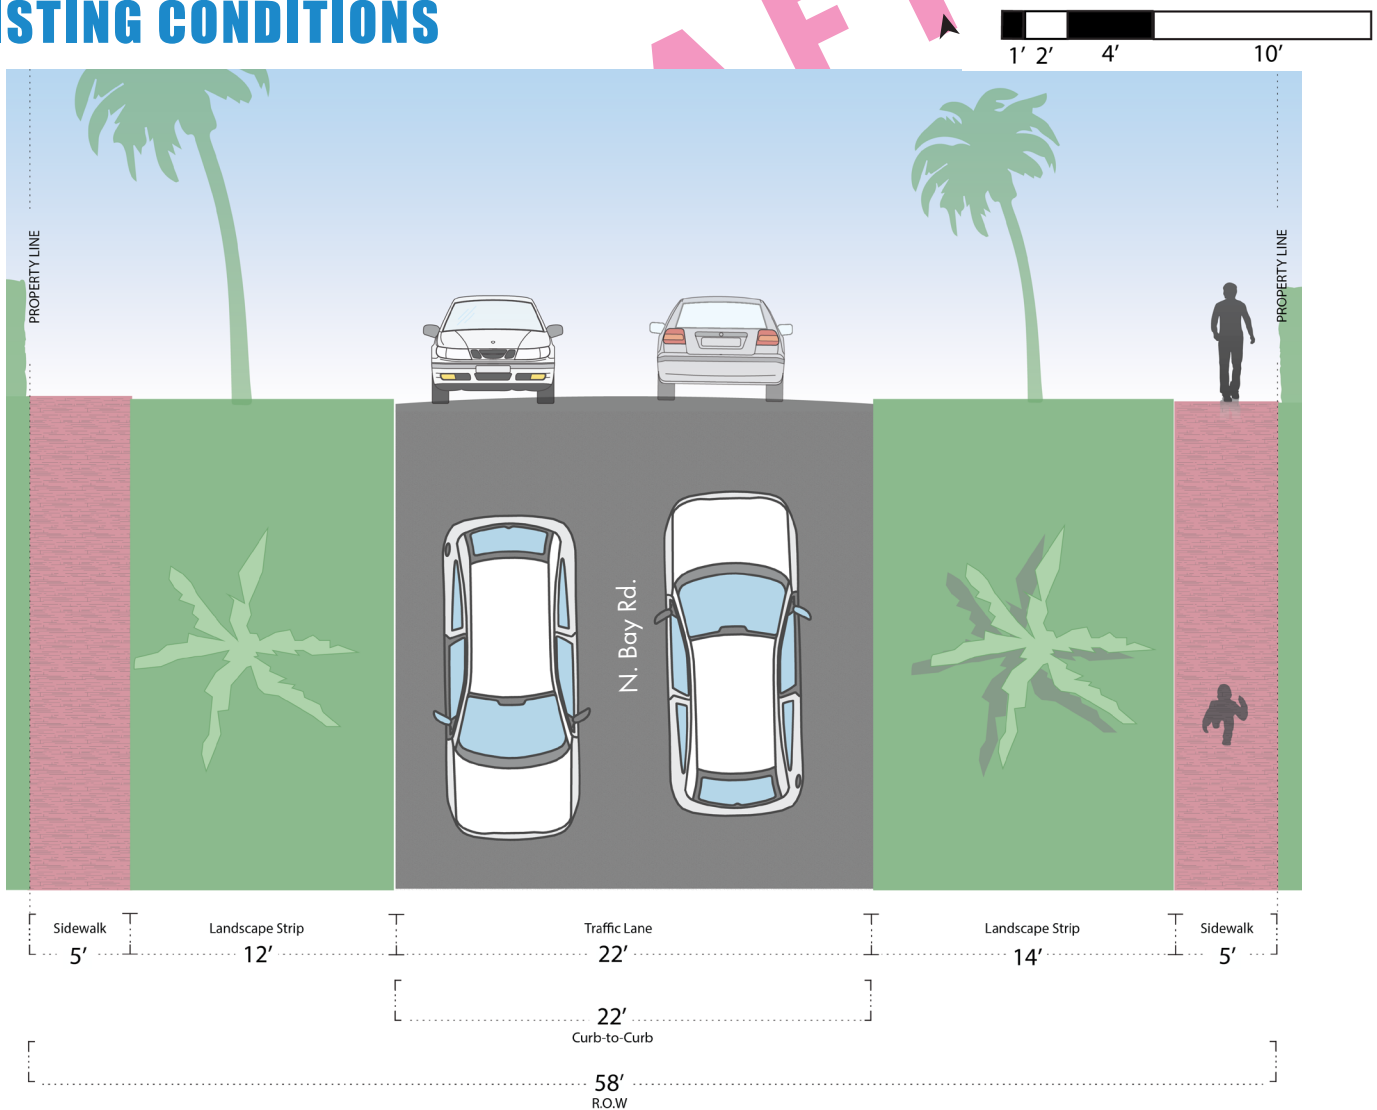 STING CONDITIONS
1’ 2’ 4’ 10’
PROPERTY LINE
PROPERTY LINE
N. Bay Rd.
Sidewalk
5’
Landscape Strip
12’
Traffic Lane
22’
Landscape Strip
14’
Sidewalk
5’
22’
Curb-to-Curb
58’
R.O.W